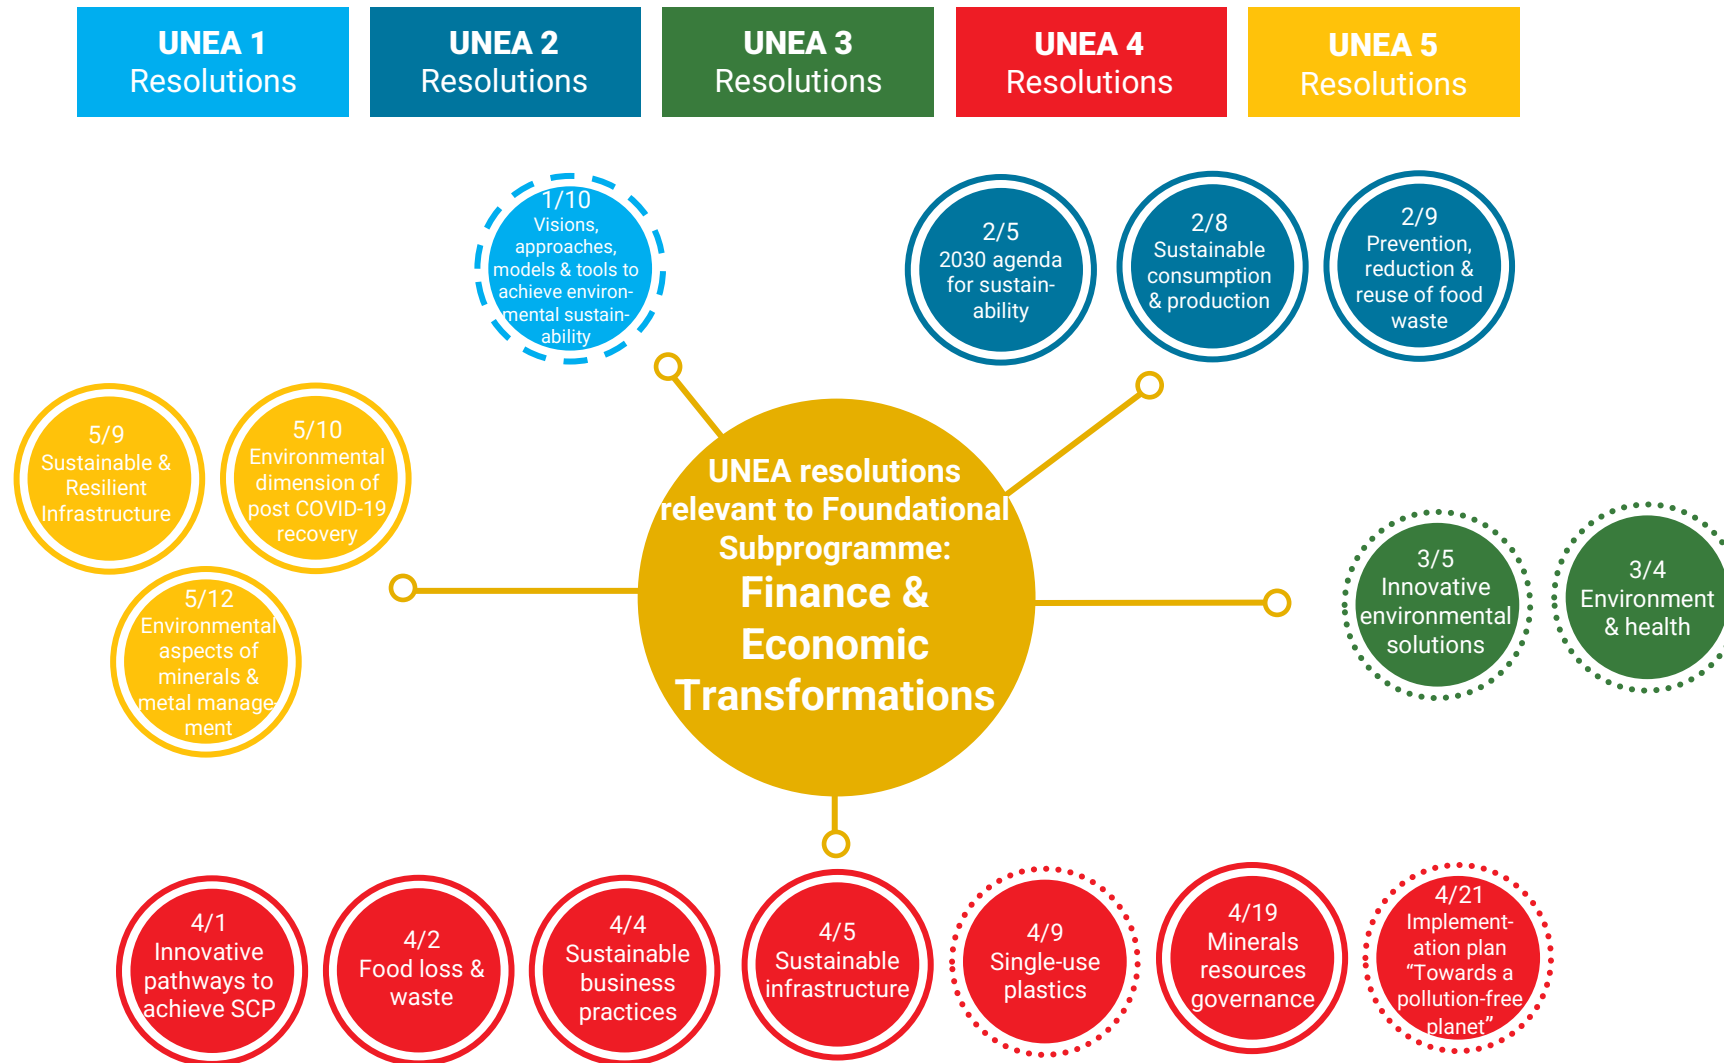 UNEA 1
Resolutions
UNEA 2
Resolutions
UNEA 3
Resolutions
UNEA 4
Resolutions
UNEA 5
Resolutions
1/10
Visions,
approaches,
models & tools to
achieve environ-
mental sustain-
ability
2/5
2030 agenda
for sustain-
ability
2/8
Sustainable
consumption
& production
2/9
Prevention,
reduction &
reuse of food
waste
5/9
Sustainable &
Resilient
Infrastructure
5/10
Environmental
dimension of
post COVID-19
recovery
5/12
Environmental
aspects of
minerals &
metal manage-
ment
UNEA resolutions
relevant to Foundational
Subprogramme:
Finance &
Economic
Transformations
3/5
Innovative
environmental
solutions
3/4
Environment
& health
4/1
Innovative
pathways to
achieve SCP
4/2
Food loss &
waste
4/4
Sustainable
business
practices
4/5
Sustainable
infrastructure
4/9
Single-use
plastics
4/19
Minerals
resources
governance
4/21
Implement-
ation plan
“Towards a
pollution-free
planet”